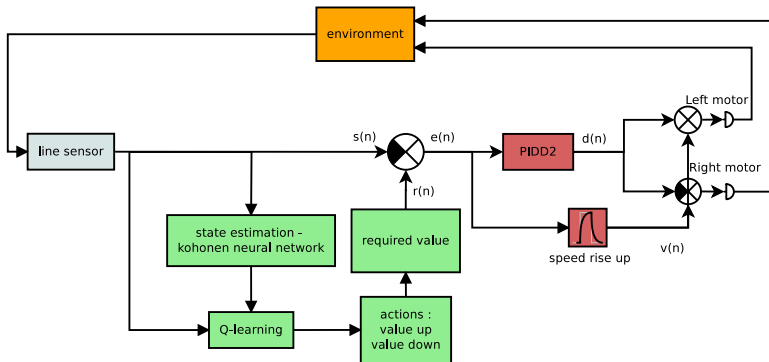 environment
Left motor
line sensor
s(n)
e(n)
PIDD2
d(n)
Right motor
r(n)
state estimation -
kohonen neural network
required value
v(n)
speed rise up
Q-learning
actions :
value up
value down